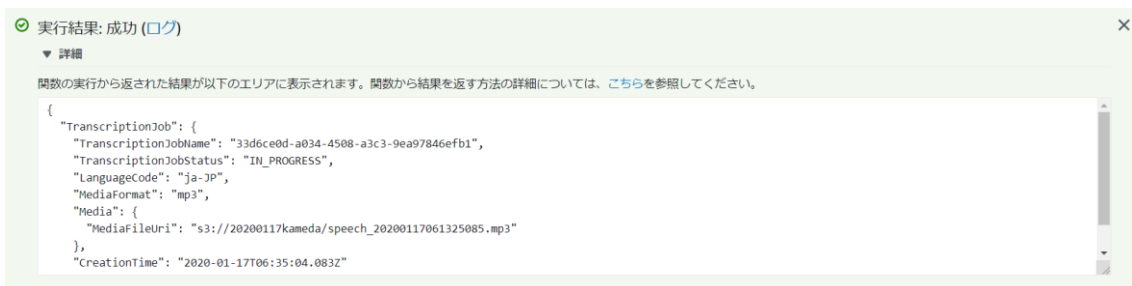 実行結果: 成功 (ログ)
▼ 詳細
関数の実行から返された結果が以下のエリアに表示されます。関数から結果を返す方法の詳細については、こちらを参照してください。
{
  "TranscriptionJob": {
    "TranscriptionJobName": "33d6ce0d-a034-4508-a3c3-9ea97846efb1",
    "TranscriptionJobStatus": "IN_PROGRESS",
    "LanguageCode": "ja-JP",
    "MediaFormat": "mp3",
    "Media": {
      "MediaFileUri": "s3://20200117kameda/speech_20200117061325085.mp3"
    },
    "CreationTime": "2020-01-17T06:35:04.083Z"